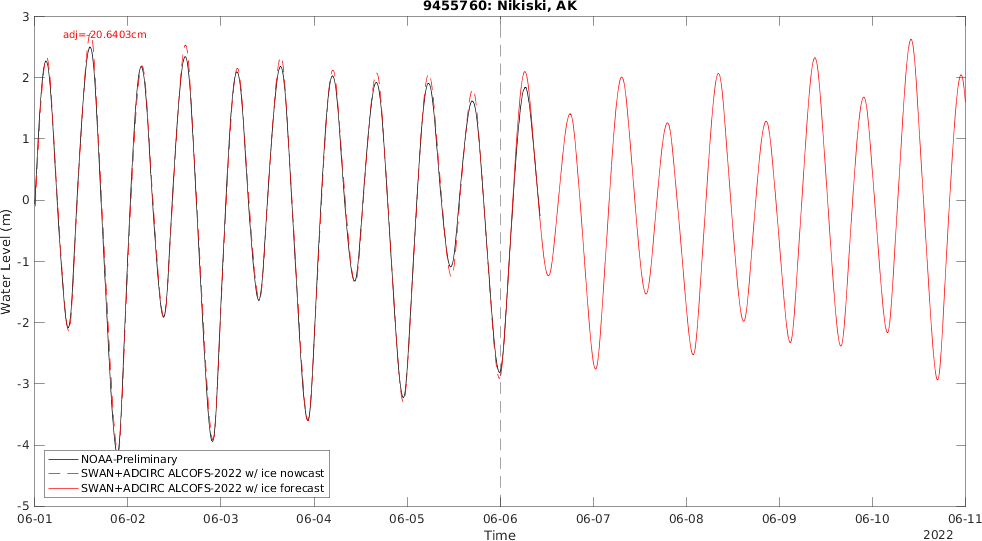 9455760: Nikiski, AK
adj=-20.6403cm
3
2
1
0
-1
-2
-3
-4
-5
Water Level (m)
NOAA-Preliminary
SWAN+ADCIRC ALCOFS-2022 w/ ice nowcast
SWAN+ADCIRC ALCOFS-2022 w/ ice forecast
06-01 06-02 06-03 06-04 06-05 06-06 06-07 06-08 06-09 06-10 06-11
Time
2022